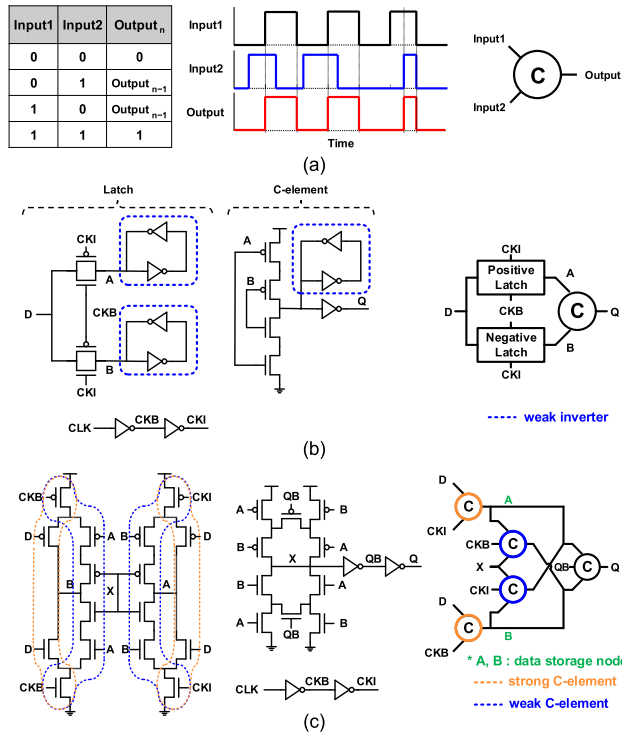 Input1 Input2 Output n
0 0 0
0 1 Output n−1
1 0 Output n−1
1 1 1
Input1
Input2
Output
Time
Input1
Input2
C
Output
(a)
Latch
C-element
CKI
A
CKB
D
B
CKI
A
B
Q
CLK
CKB
CKI
CKI
Positive
Latch
A
D
CKB
C
Q
Negative
Latch
B
CKI
weak inverter
(b)
CKB
D
A
B
X
D
A
CKB
CKI
B
D
A
B
D
CKI
A
QB
B
B
A
X
QB
Q
B
A
A
QB
B
CLK
CKB
CKI
D
C
A
CKI
CKB
C
X
QB
C
Q
CKI
C
D
C
B
CKB
* A, B : data storage node
strong C-element
weak C-element
(c)